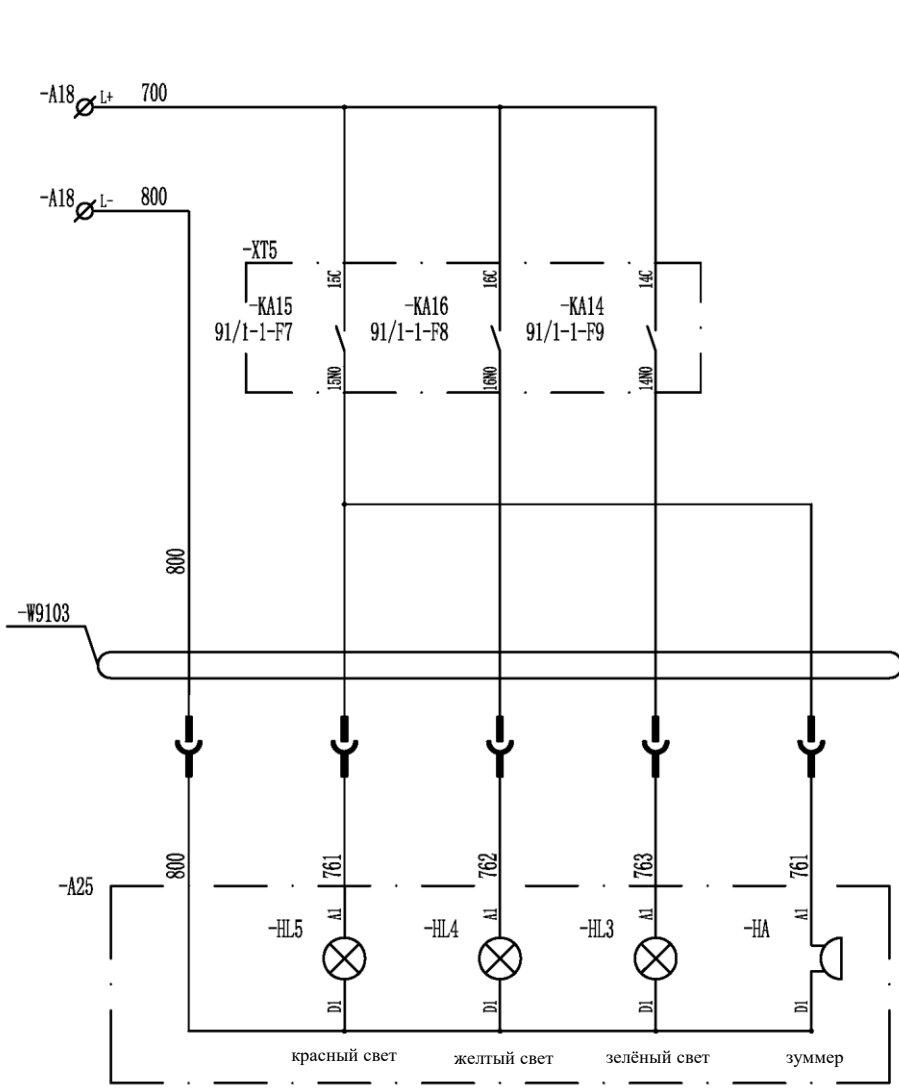 -A18 L+ 700
-A18 L- 800
-XT5
15C 16C 14C
-KA15 -KA16 -KA14
91/1-1-F7 91/1-1-F8 91/1-1-F9
15NO 16NO 14NO
800
-W9103
800 761 762 763 761
-A25
A1 A1 A1 A1
-HL5 -HL4 -HL3 -HA
D1 D1 D1 D1
красный свет желтый свет зелёный свет зуммер